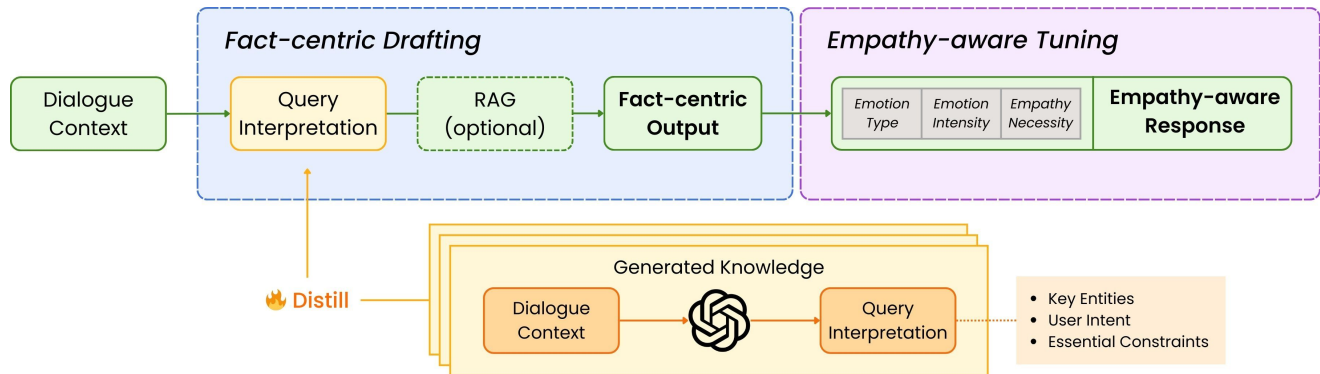 Fact-centric Drafting
Empathy-aware Tuning
Dialogue
Context
Query
Interpretation
RAG
(optional)
Fact-centric
Output
Emotion
Type
Emotion
Intensity
Empathy
Necessity
Empathy-aware
Response
Distill
Generated Knowledge
Dialogue
Context
Query
Interpretation
• Key Entities
• User Intent
• Essential Constraints